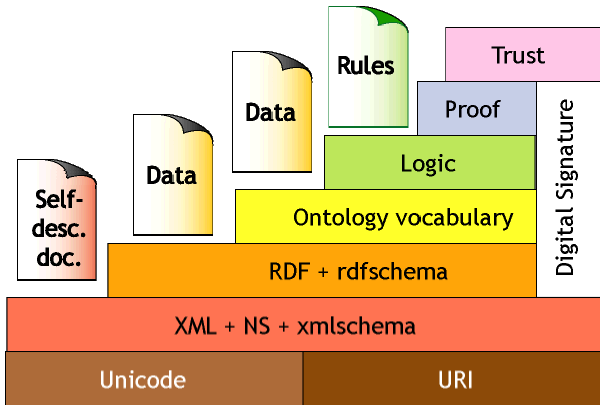 Rules
Trust
Data
Proof
Data
Logic
Self-
desc.
doc.
Ontology vocabulary
Digital Signature
RDF + rdfschema
XML + NS + xmlschema
Unicode
URI